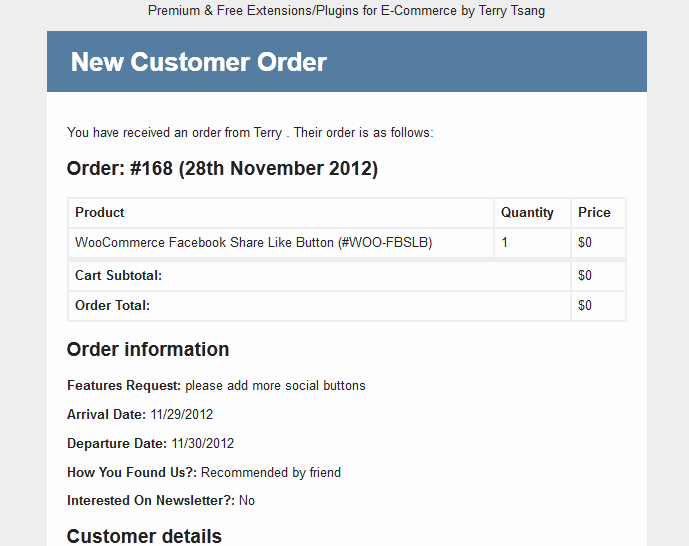 Premium & Free Extensions/Plugins for E-Commerce by Terry Tsang
New Customer Order
You have received an order from Terry . Their order is as follows:
Order: #168 (28th November 2012)
Product Quantity Price
WooCommerce Facebook Share Like Button (#WOO-FBSLB) 1 $0
Cart Subtotal: $0
Order Total: $0
Order information
Features Request: please add more social buttons
Arrival Date: 11/29/2012
Departure Date: 11/30/2012
How You Found Us?: Recommended by friend
Interested On Newsletter?: No
Customer details